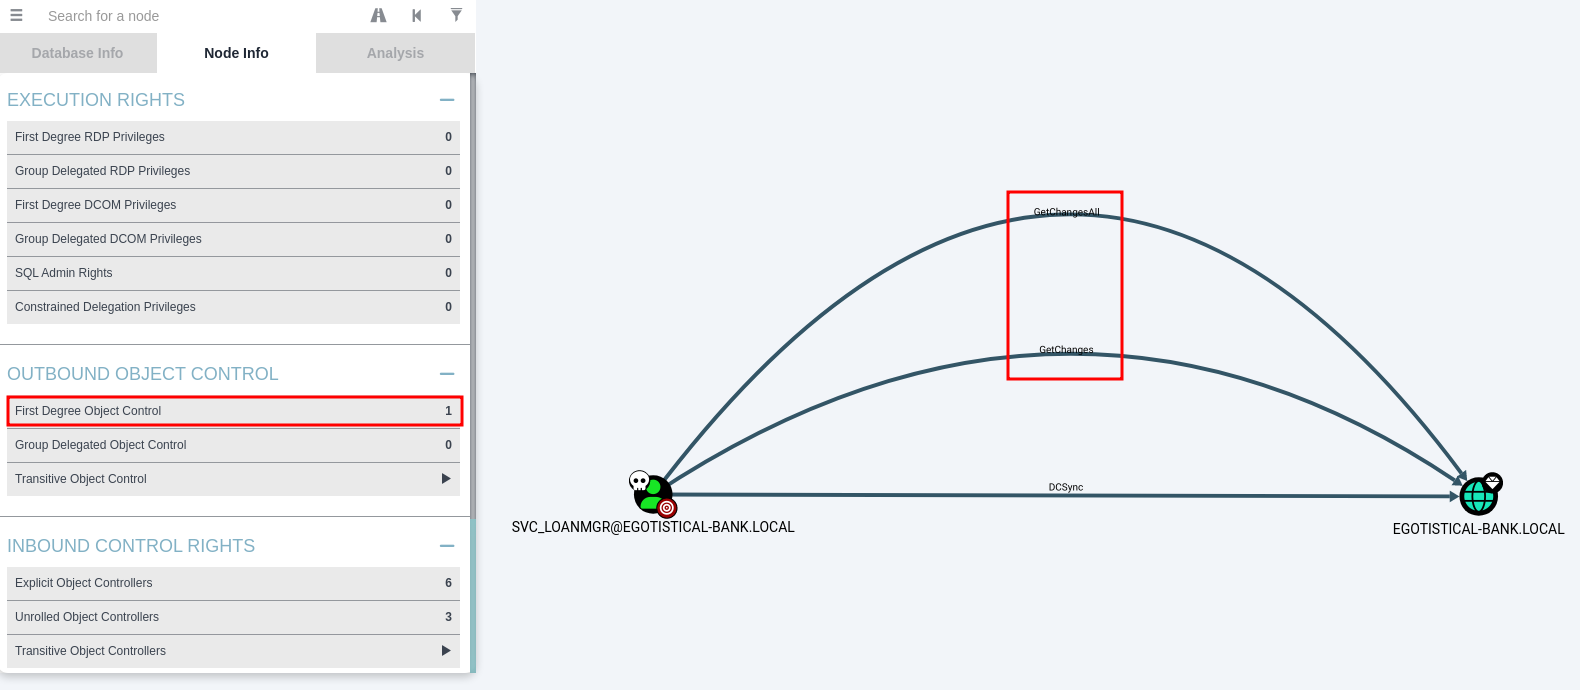 Search for a node
Database Info
Node Info
Analysis
EXECUTION RIGHTS
First Degree RDP Privileges 0
Group Delegated RDP Privileges 0
First Degree DCOM Privileges 0
Group Delegated DCOM Privileges 0
SQL Admin Rights 0
Constrained Delegation Privileges 0
OUTBOUND OBJECT CONTROL
First Degree Object Control 1
Group Delegated Object Control 0
Transitive Object Control
INBOUND CONTROL RIGHTS
Explicit Object Controllers 6
Unrolled Object Controllers 3
Transitive Object Controllers
GetChangesAll
GetChanges
DCSync
SVC_LOANMGR@EGOTISTICAL-BANK.LOCAL
EGOTISTICAL-BANK.LOCAL